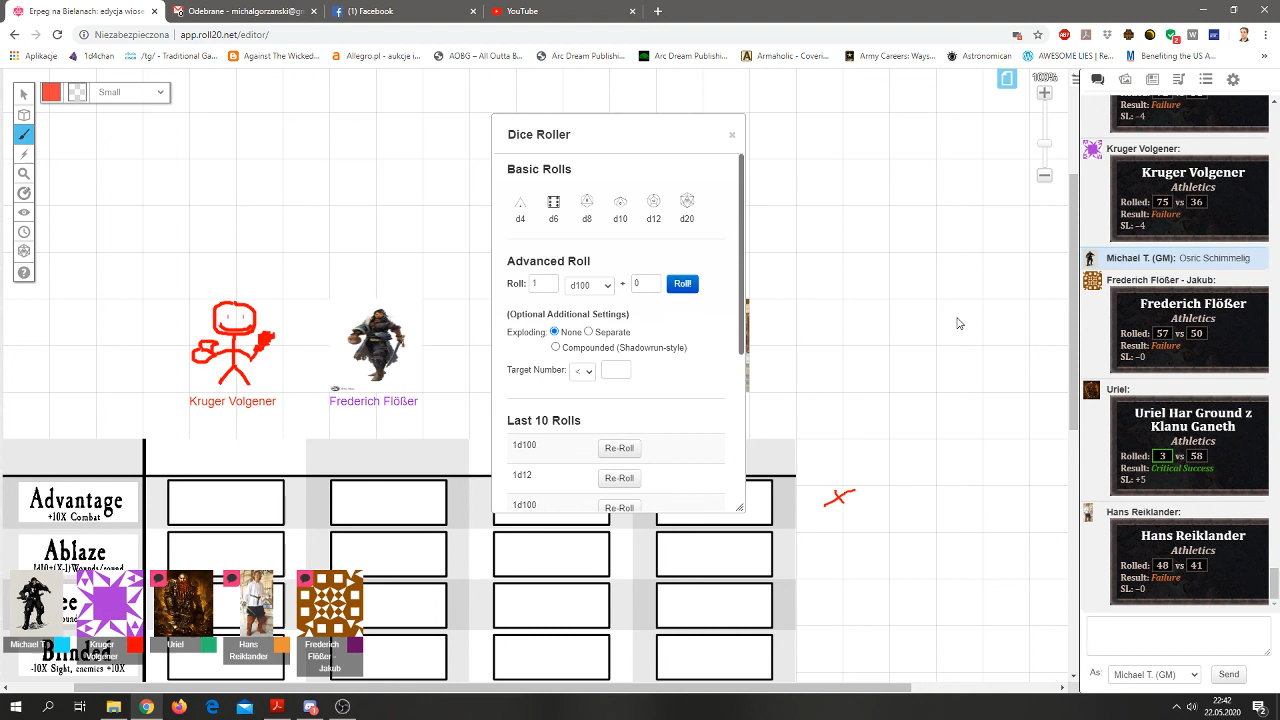 Erpeg na Bielanach: edycja wios
Odebrane - michalgoranski@gn
(1) Facebook
YouTube
Niezabezpieczona
app.roll20.net/editor/
Aplikacje
1d4chan
/tg/ - Traditional Ga...
Against The Wicked...
Allegro.pl – aukcje i...
AOBG – Buy & Get...
Arc Dream Publishi...
Arc Dream Publishi...
Armaholic - Coveri...
Army Careers: Ways...
Astronomican
AWESOME LIES | Re...
Benefiting the US A...
Small
100%
Dice Roller
Basic Rolls
d4 d6 d8 d10 d12 d20
Advanced Roll
Roll: 1 d100 + 0 Roll!
(Optional Additional Settings)
Exploding: None Separate
Compounded (Shadowrun-style)
Target Number: <
Last 10 Rolls
1d100 Re-Roll
1d12 Re-Roll
1d100 Re-Roll
Kruger Volgener
Frederich Flößer
Advantage
+10X Combat
Ablaze
-10X Sight, enemies +10X
Michael T.
Kruger
Volgener
Uriel
Hans
Reiklander
Frederich
Flößer -
Jakub
Result: Failure
SL: -4
Kruger Volgener:
Kruger Volgener
Athletics
Rolled: 75 vs 36
Result: Failure
SL: -4
Michael T. (GM): Osric Schimmelig
Frederich Flößer - Jakub:
Frederich Flößer
Athletics
Rolled: 57 vs 50
Result: Failure
SL: -0
Uriel:
Uriel Har Ground z
Klanu Ganeth
Athletics
Rolled: 3 vs 58
Result: Critical Success
SL: +5
Hans Reiklander:
Hans Reiklander
Athletics
Rolled: 48 vs 41
Result: Failure
SL: -0
As: Michael T. (GM) Send
22:42
22.05.2020